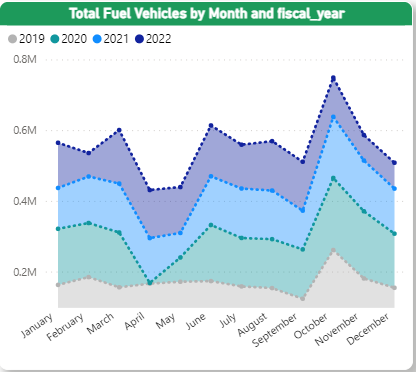 Total Fuel Vehicles by Month and fiscal_year
2019 2020 2021 2022
0.8M
0.6M
0.4M
0.2M
January February March April May June July August September October November December